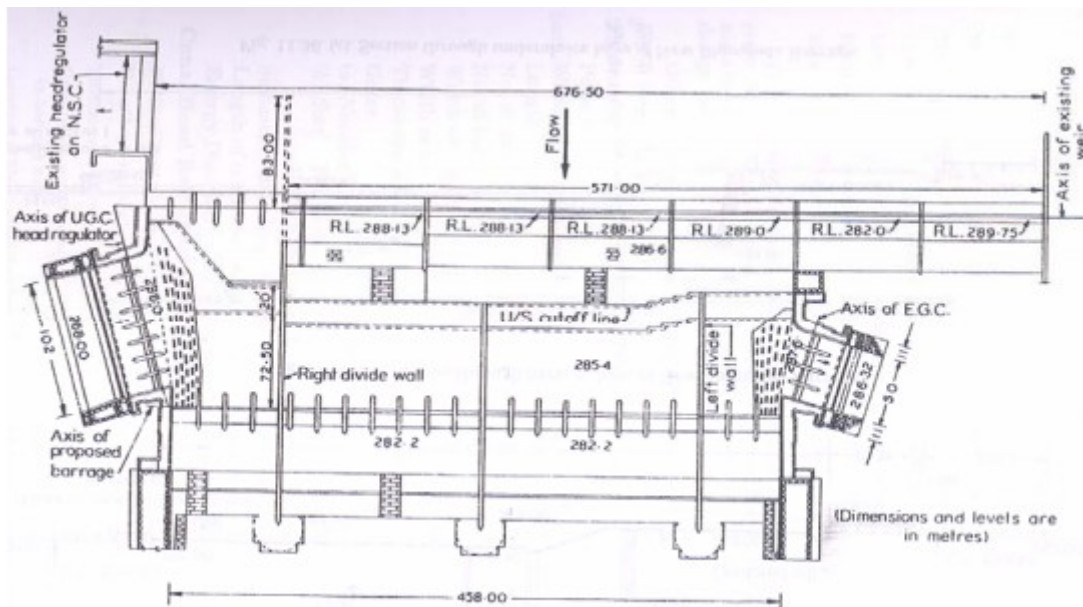 676·50
Existing headregulator
on N.S.C.
83·00
Flow
Axis of existing
weir
571·00
Axis of U.G.C.
head regulator
R.L. 288·13
R.L. 288·13
R.L. 288·13
R.L. 289·0
R.L. 282·0
R.L. 289·75
286·6
102
268·00
20
U/S cutoff line
Axis of E.G.C.
72·50
Right divide wall
285·4
Left divide
wall
286·32
50
Axis of
proposed
barrage
282·2
282·2
(Dimensions and levels are
in metres)
458·00